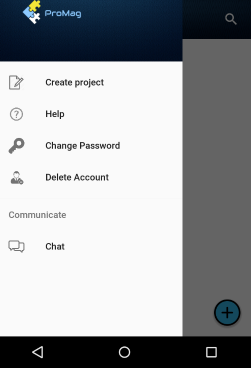 ProMag
Create project
Help
Change Password
Delete Account
Communicate
Chat